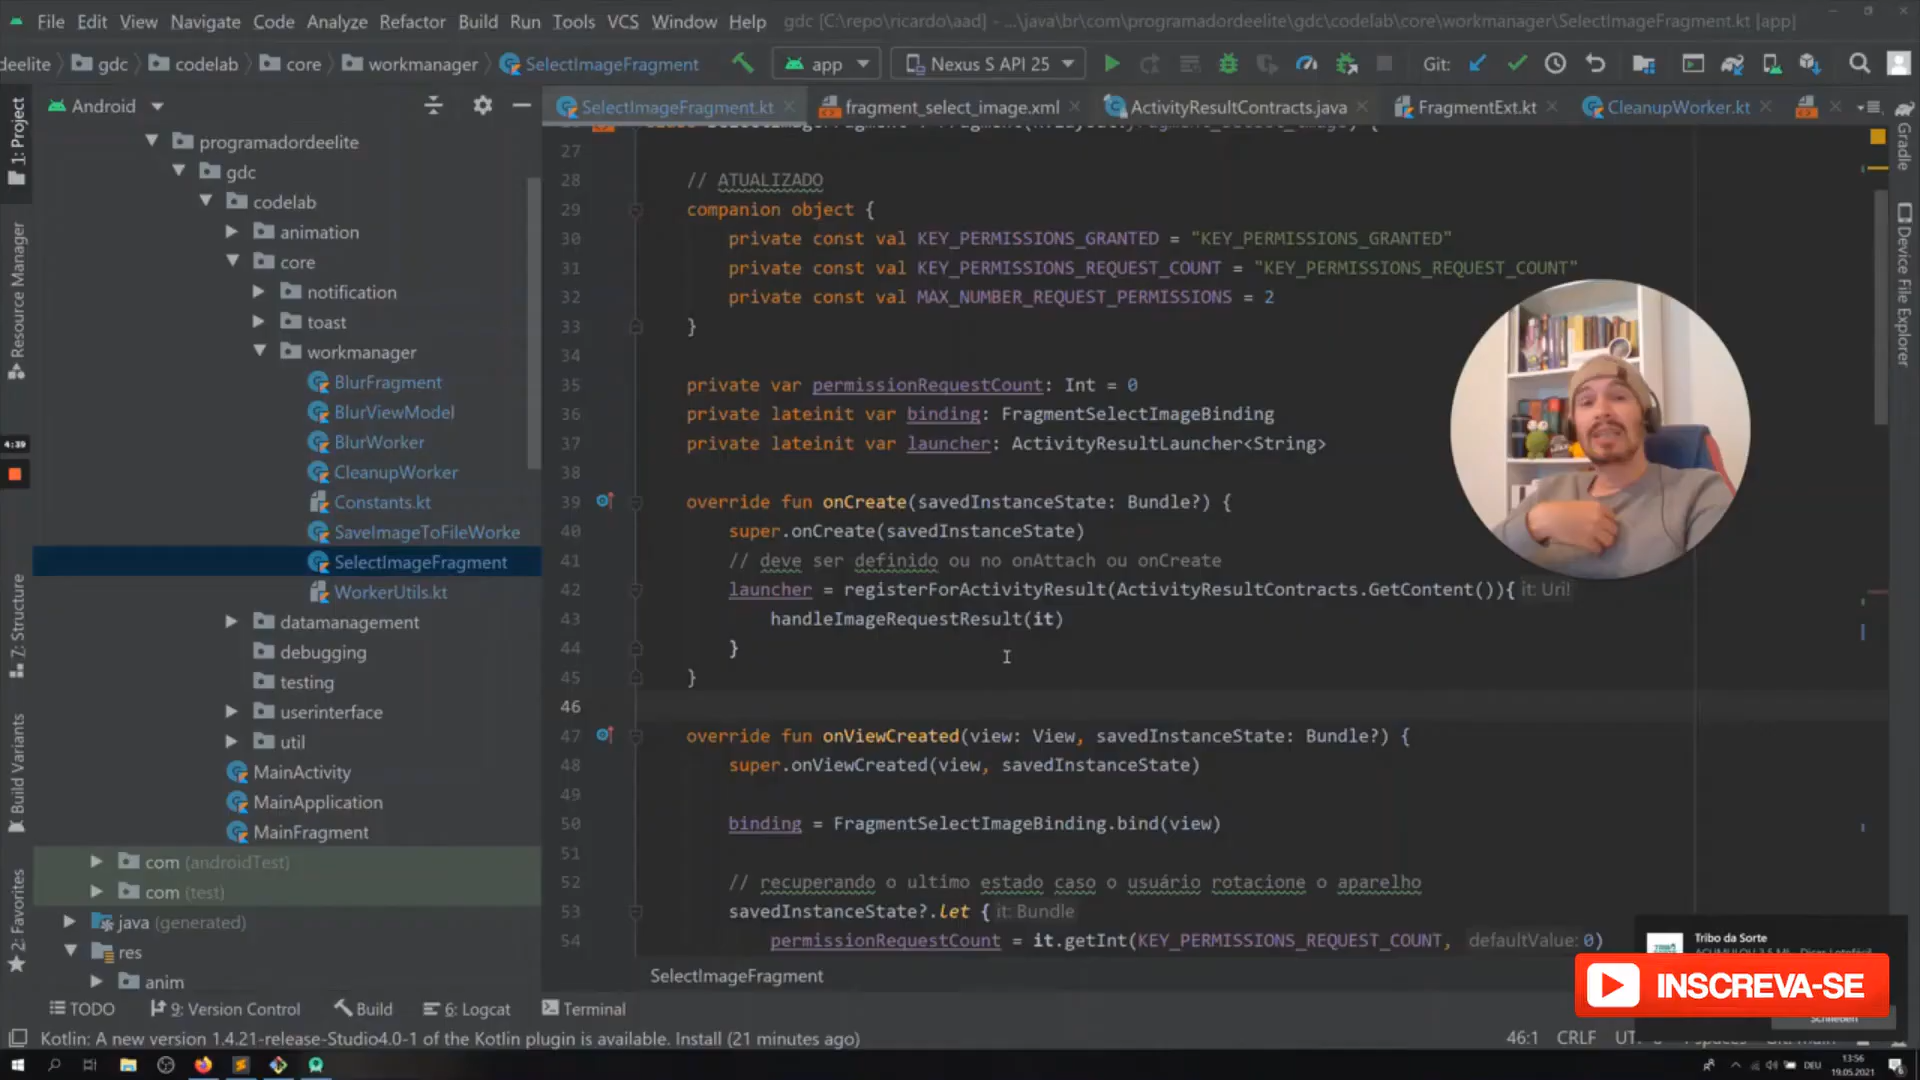 File Edit View Navigate Code Analyze Refactor Build Run Tools VCS Window Help gdc [C:\repo\ricardo\aad] - ...\java\br\com\programadordeelite\gdc\codelab\core\workmanager\SelectImageFragment.kt [app]
deelite gdc codelab core workmanager SelectImageFragment app Nexus S API 25 Git:
Android
SelectImageFragment.kt fragment_select_image.xml ActivityResultContracts.java FragmentExt.kt CleanupWorker.kt
1: Project
Resource Manager
7: Structure
Build Variants
2: Favorites
4:39
programadordeelite
gdc
codelab
animation
core
notification
toast
workmanager
BlurFragment
BlurViewModel
BlurWorker
CleanupWorker
Constants.kt
SaveImageToFileWorke
SelectImageFragment
WorkerUtils.kt
datamanagement
debugging
testing
userinterface
util
MainActivity
MainApplication
MainFragment
com (androidTest)
com (test)
java (generated)
res
anim
27
28 // ATUALIZADO
29 companion object {
30 private const val KEY_PERMISSIONS_GRANTED = "KEY_PERMISSIONS_GRANTED"
31 private const val KEY_PERMISSIONS_REQUEST_COUNT = "KEY_PERMISSIONS_REQUEST_COUNT"
32 private const val MAX_NUMBER_REQUEST_PERMISSIONS = 2
33 }
34
35 private var permissionRequestCount: Int = 0
36 private lateinit var binding: FragmentSelectImageBinding
37 private lateinit var launcher: ActivityResultLauncher<String>
38
39 override fun onCreate(savedInstanceState: Bundle?) {
40 super.onCreate(savedInstanceState)
41 // deve ser definido ou no onAttach ou onCreate
42 launcher = registerForActivityResult(ActivityResultContracts.GetContent()){ it: Uri!
43 handleImageRequestResult(it)
44 }
45 }
46
47 override fun onViewCreated(view: View, savedInstanceState: Bundle?) {
48 super.onViewCreated(view, savedInstanceState)
49
50 binding = FragmentSelectImageBinding.bind(view)
51
52 // recuperando o ultimo estado caso o usuário rotacione o aparelho
53 savedInstanceState?.let { it: Bundle
54 permissionRequestCount = it.getInt(KEY_PERMISSIONS_REQUEST_COUNT, defaultValue: 0)
SelectImageFragment
Gradle
Device File Explorer
Tribo da Sorte
INSCREVA-SE
Schließen
TODO 9: Version Control Build 6: Logcat Terminal
Kotlin: A new version 1.4.21-release-Studio4.0-1 of the Kotlin plugin is available. Install (21 minutes ago) 46:1 CRLF
DEU 13:56
19.05.2021